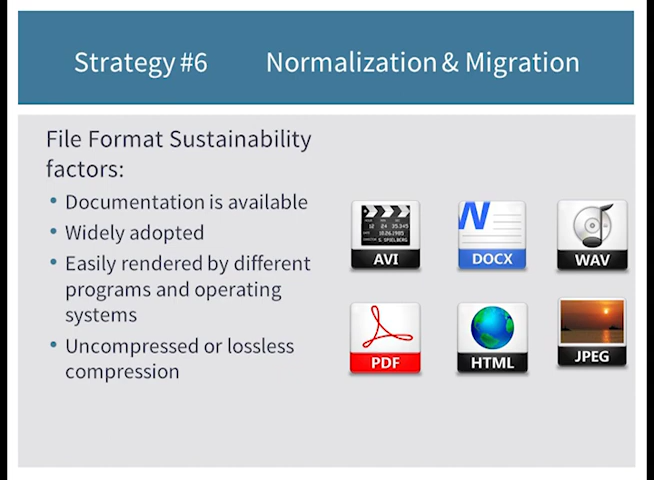 Strategy #6 Normalization & Migration
File Format Sustainability
factors:
• Documentation is available
• Widely adopted
• Easily rendered by different
programs and operating
systems
• Uncompressed or lossless
compression
AVI
W
DOCX
WAV
PDF
HTML
JPEG